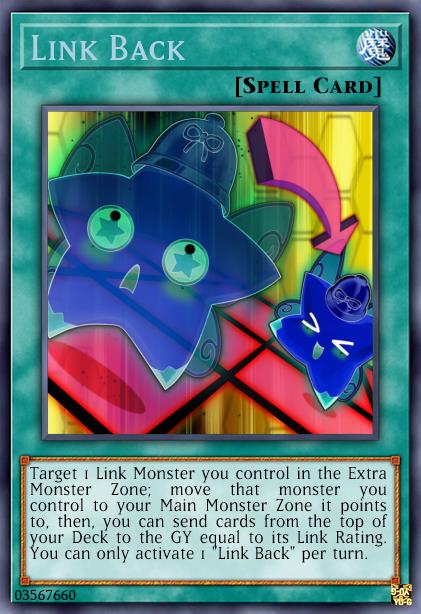 Link Back
魔
[Spell Card]
Target 1 Link Monster you control in the Extra
Monster Zone; move that monster you
control to your Main Monster Zone it points
to, then, you can send cards from the top of
your Deck to the GY equal to its Link Rating.
You can only activate 1 "Link Back" per turn.
03567660